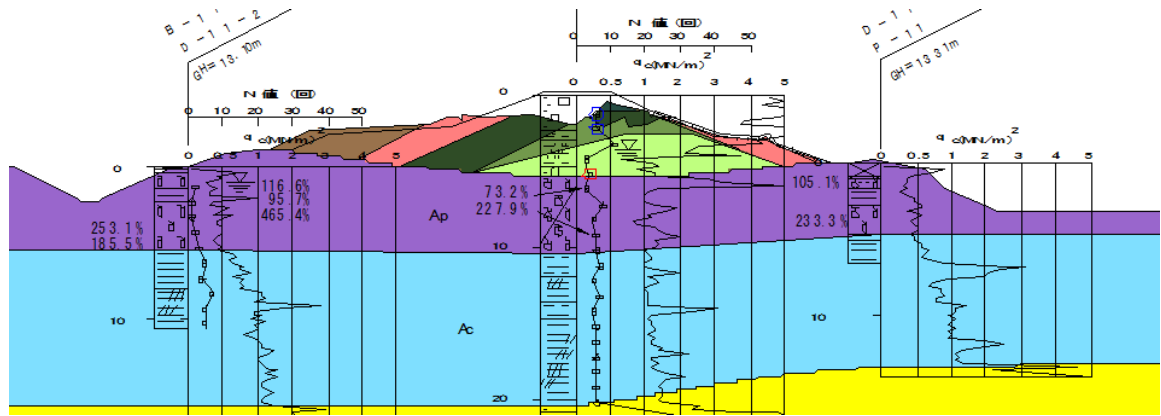 B-1
D-11-2
GH=13.10m
N 値 (回)
0 10 20 30 40 50
q c(MN/m)2
0 0.5 1 2 3 4 5
N 値 (回)
0 10 20 30 40 50
q c(MN/m)2
0 0.5 1 2 3 4 5
D-1
P-11
GH=13.31m
q c(MN/m)2
0 0.5 1 2 3 4 5
0
0
0
116.6%
95.7%
465.4%
253.1%
185.5%
73.2%
227.9%
105.1%
233.3%
Ap
10
Ac
10
10
20